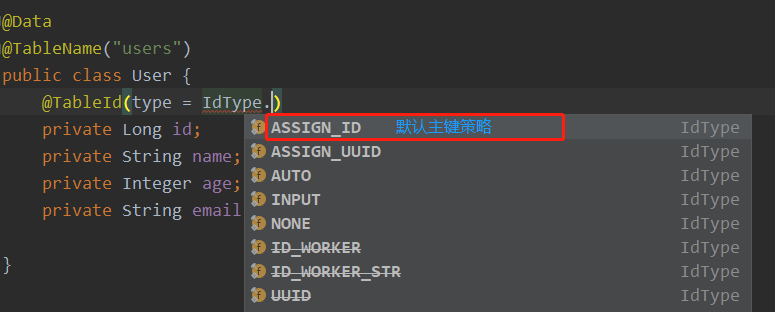 @Data
@TableName("users")
public class User {
@TableId(type = IdType.)
private Long id;
private String name;
private Integer age;
private String email
}
ASSIGN_ID 默认主键策略 IdType
ASSIGN_UUID IdType
AUTO IdType
INPUT IdType
NONE IdType
ID_WORKER IdType
ID_WORKER_STR IdType
UUID IdType